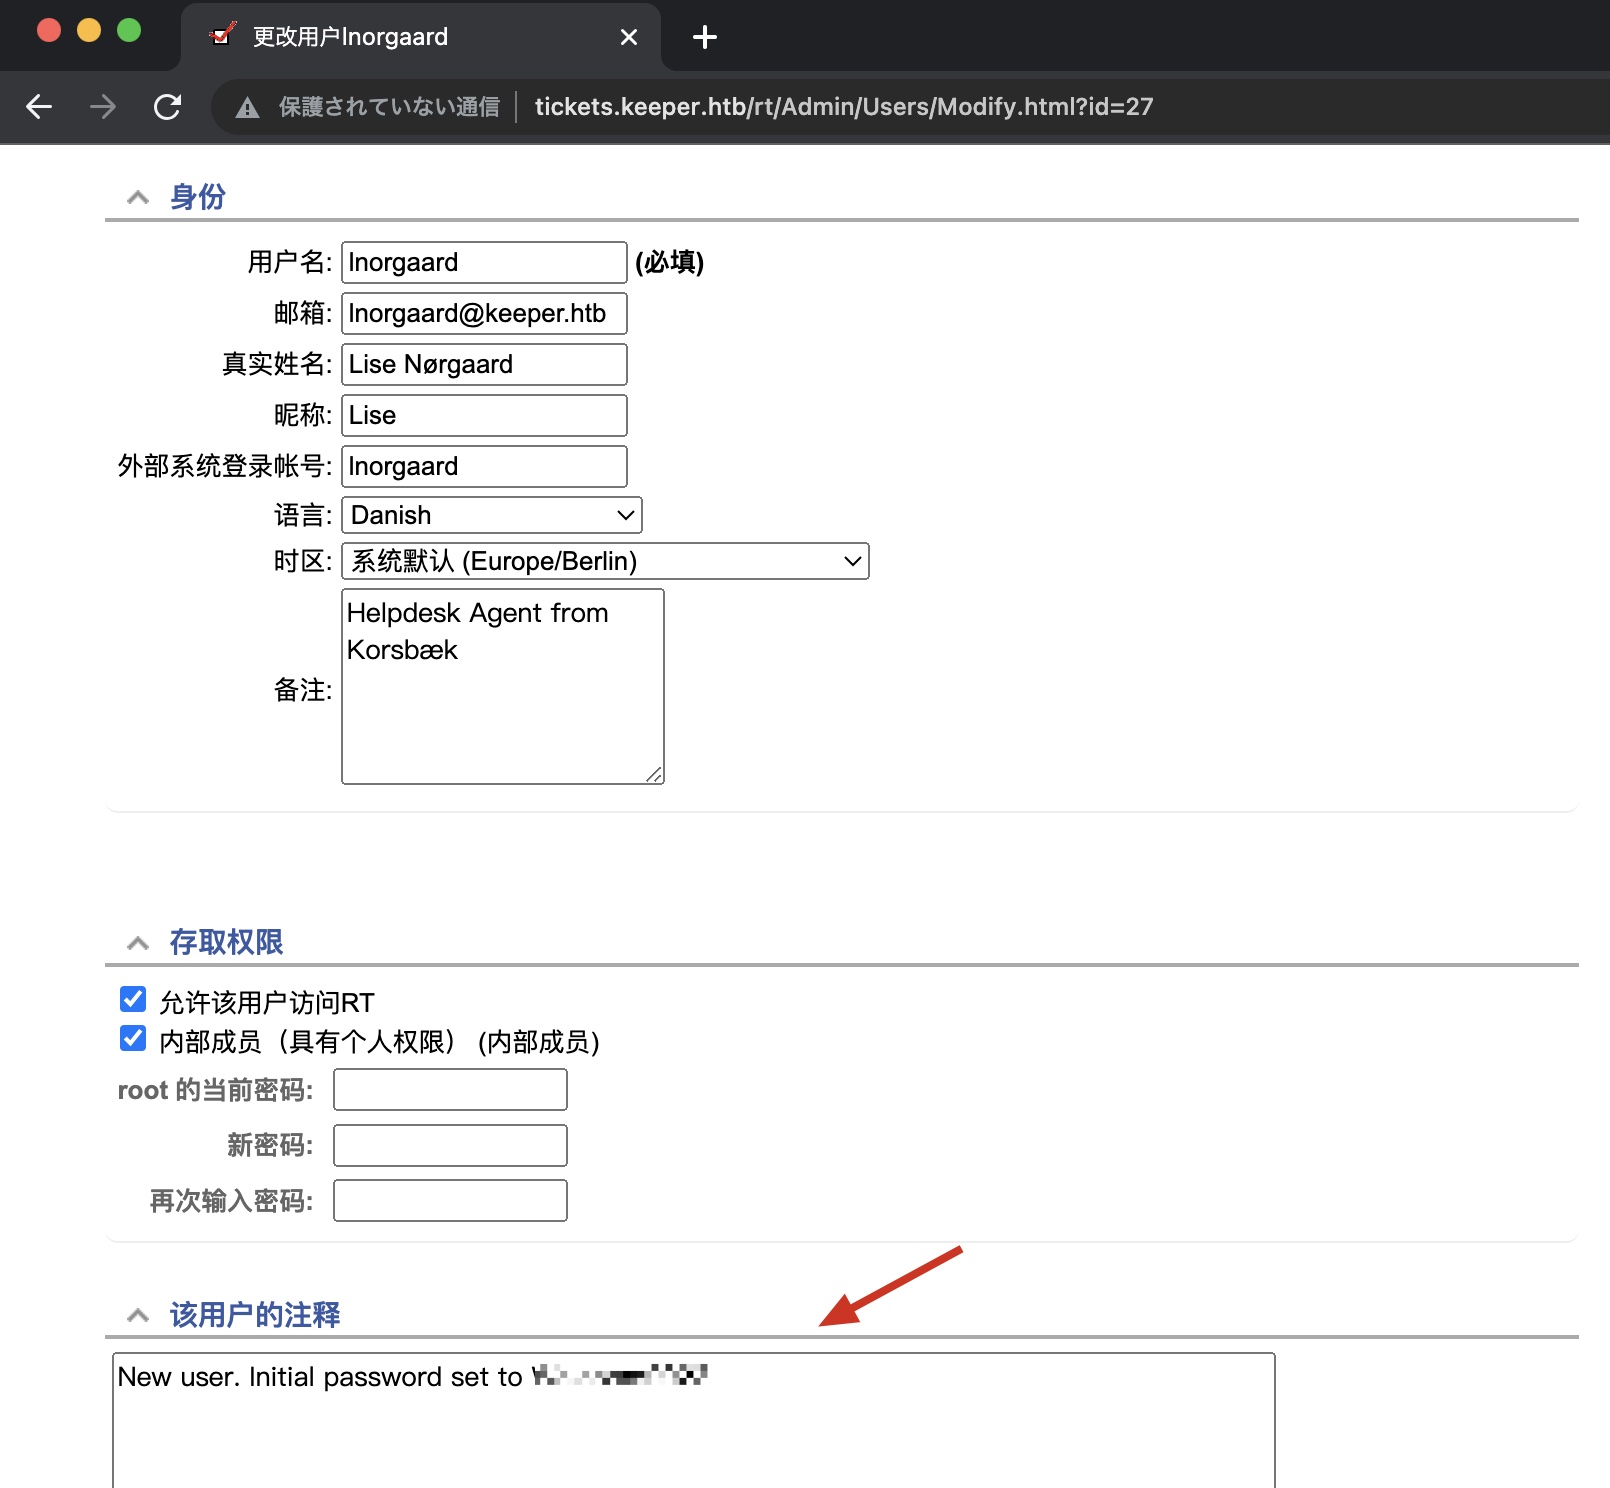 更改用户lnorgaard
保護されていない通信 tickets.keeper.htb/rt/Admin/Users/Modify.html?id=27
身份
用户名: lnorgaard (必填)
邮箱: lnorgaard@keeper.htb
真实姓名: Lise Nørgaard
昵称: Lise
外部系统登录帐号: lnorgaard
语言: Danish
时区: 系统默认 (Europe/Berlin)
备注: Helpdesk Agent from
Korsbæk
存取权限
允许该用户访问RT
内部成员（具有个人权限） (内部成员)
root 的当前密码:
新密码:
再次输入密码:
该用户的注释
New user. Initial password set to